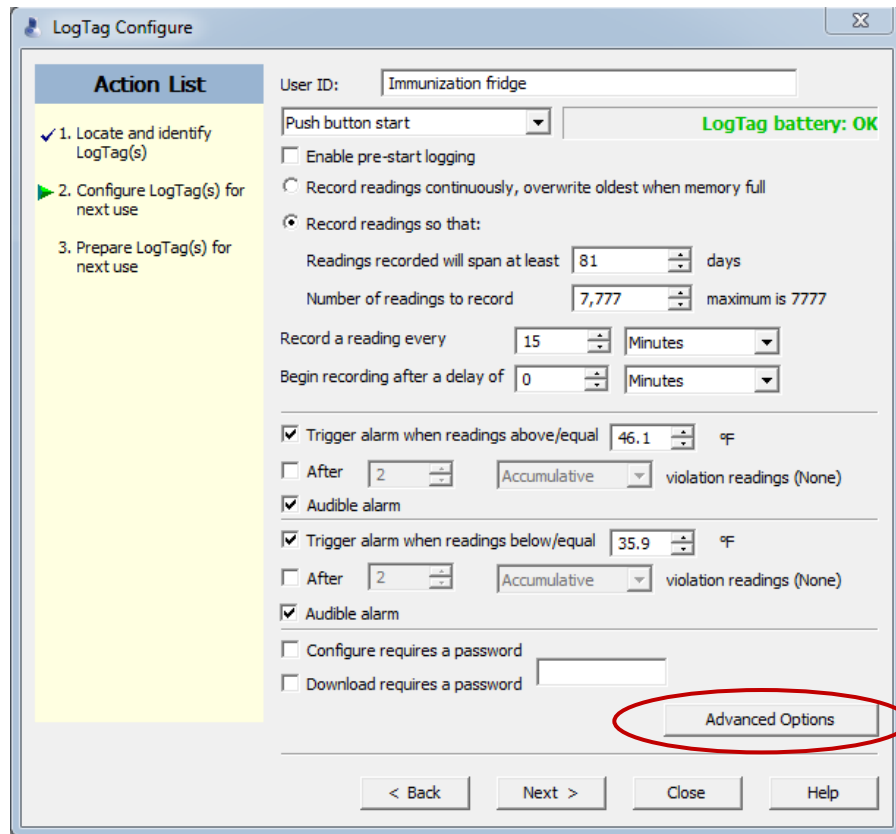 LogTag Configure
Action List
1. Locate and identify
LogTag(s)
2. Configure LogTag(s) for
next use
3. Prepare LogTag(s) for
next use
User ID: Immunization fridge
Push button start LogTag battery: OK
Enable pre-start logging
Record readings continuously, overwrite oldest when memory full
Record readings so that:
Readings recorded will span at least 81 days
Number of readings to record 7,777 maximum is 7777
Record a reading every 15 Minutes
Begin recording after a delay of 0 Minutes
Trigger alarm when readings above/equal 46.1 ºF
After 2 Accumulative violation readings (None)
Audible alarm
Trigger alarm when readings below/equal 35.9 ºF
After 2 Accumulative violation readings (None)
Audible alarm
Configure requires a password
Download requires a password
Advanced Options
< Back Next > Close Help